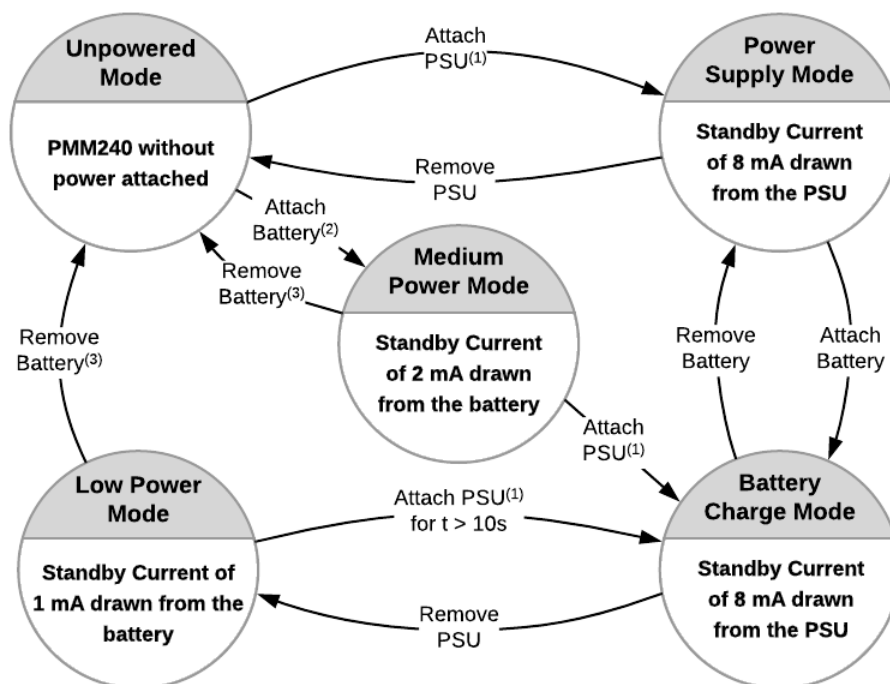 Unpowered
Mode
PMM240 without
power attached
Attach
PSU(1)
Power
Supply Mode
Standby Current
of 8 mA drawn
from the PSU
Remove
PSU
Attach
Battery(2)
Remove
Battery(3)
Medium
Power Mode
Standby Current
of 2 mA drawn
from the battery
Remove
Battery(3)
Remove
Battery
Attach
Battery
Attach
PSU(1)
Low Power
Mode
Standby Current of
1 mA drawn from the
battery
Attach PSU(1)
for t > 10s
Remove
PSU
Battery
Charge Mode
Standby Current
of 8 mA drawn
from the PSU